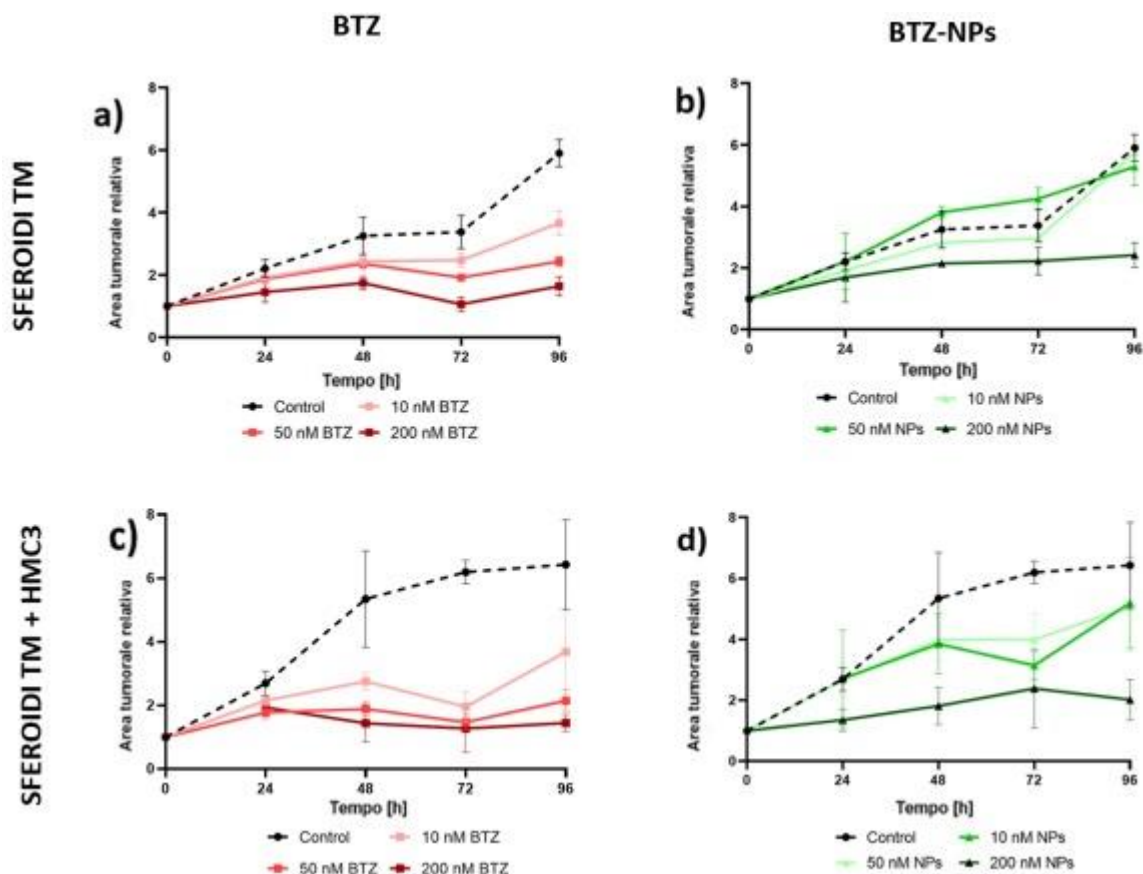 BTZ
BTZ-NPs
SFEROIDI TM
a)
Area tumorale relativa
8
6
4
2
0
0 24 48 72 96
Tempo [h]
Control 10 nM BTZ
50 nM BTZ 200 nM BTZ
b)
Area tumorale relativa
8
6
4
2
0
0 24 48 72 96
Tempo [h]
Control 10 nM NPs
50 nM NPs 200 nM NPs
SFEROIDI TM + HMC3
c)
Area tumorale relativa
8
6
4
2
0
0 24 48 72 96
Tempo [h]
Control 10 nM BTZ
50 nM BTZ 200 nM BTZ
d)
Area tumorale relativa
8
6
4
2
0
0 24 48 72 96
Tempo [h]
Control 10 nM NPs
50 nM NPs 200 nM NPs